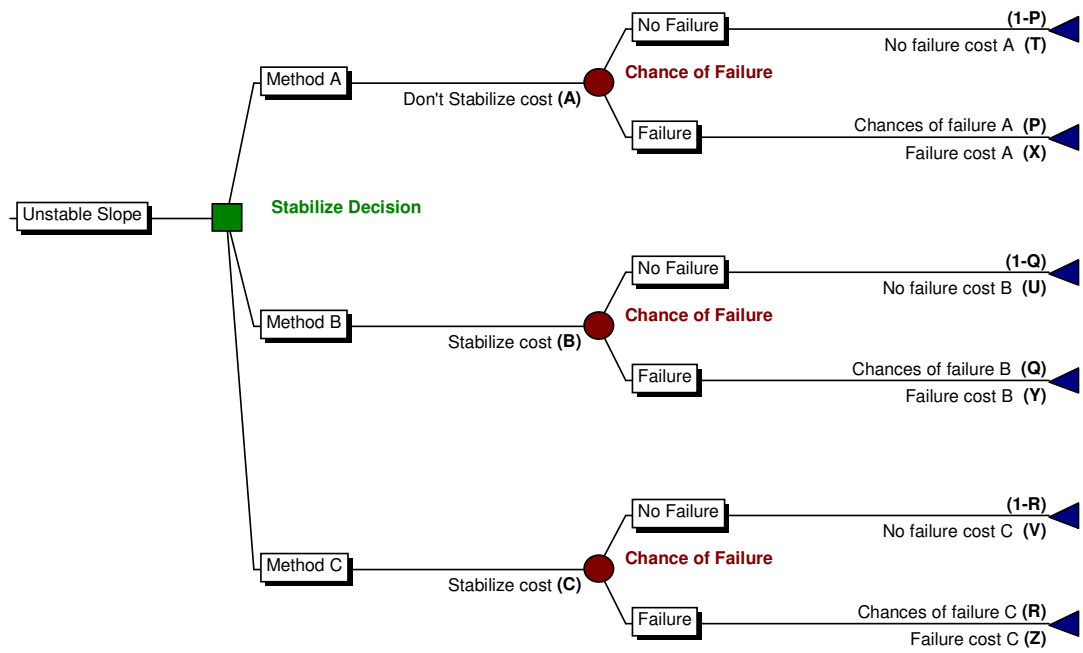 (1-P)
No Failure
No failure cost A (T)
Chance of Failure
Method A
Don't Stabilize cost (A)
Chances of failure A (P)
Failure
Failure cost A (X)
Unstable Slope
Stabilize Decision
(1-Q)
No Failure
No failure cost B (U)
Chance of Failure
Method B
Stabilize cost (B)
Chances of failure B (Q)
Failure
Failure cost B (Y)
(1-R)
No Failure
No failure cost C (V)
Chance of Failure
Method C
Stabilize cost (C)
Chances of failure C (R)
Failure
Failure cost C (Z)